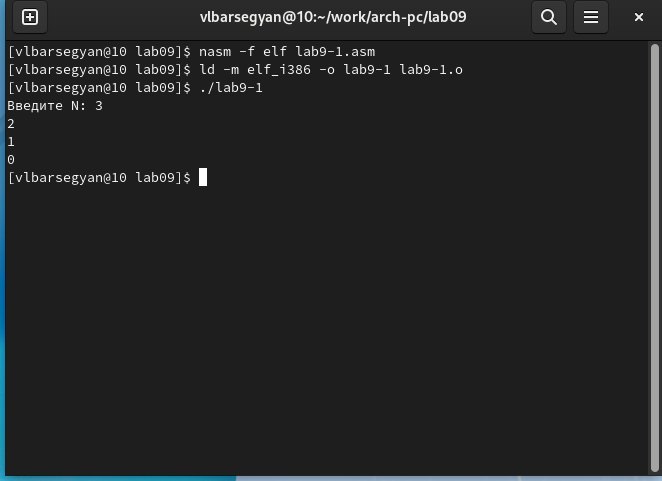 vlbarsegyan@10:~/work/arch-pc/lab09
[vlbarsegyan@10 lab09]$ nasm -f elf lab9-1.asm
[vlbarsegyan@10 lab09]$ ld -m elf_i386 -o lab9-1 lab9-1.o
[vlbarsegyan@10 lab09]$ ./lab9-1
Введите N: 3
2
1
0
[vlbarsegyan@10 lab09]$